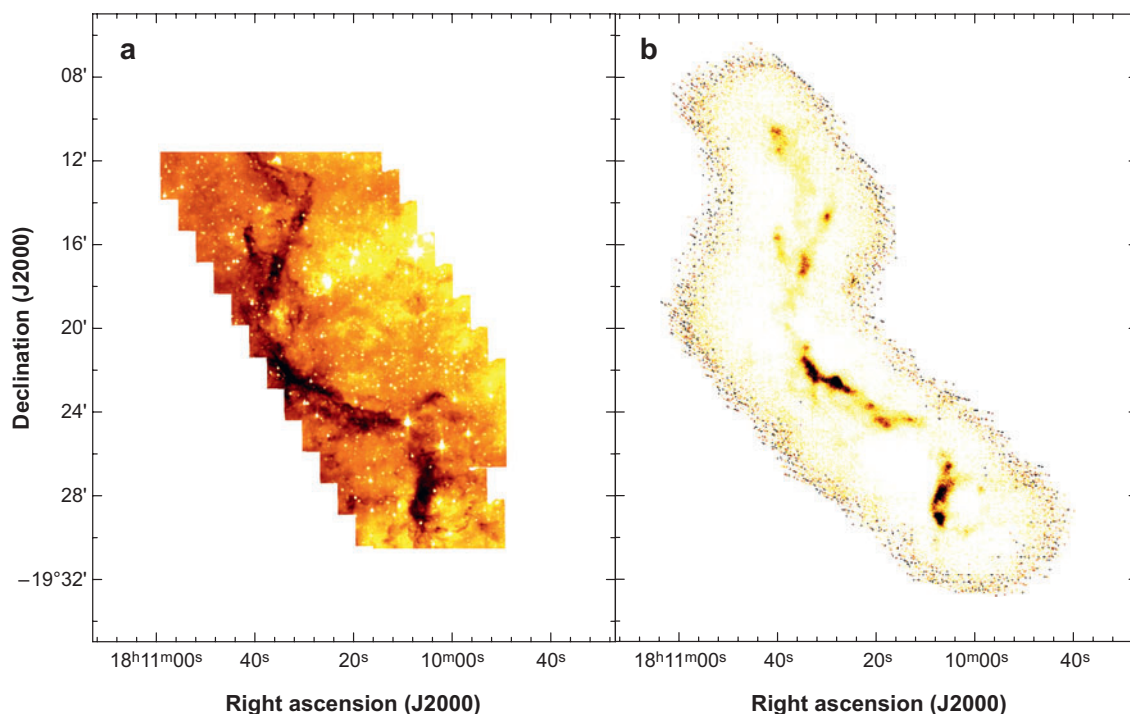 a
b
Declination (J2000)
08'
12'
16'
20'
24'
28'
−19°32'
18h11m00s 40s 20s 10m00s 40s
18h11m00s 40s 20s 10m00s 40s
Right ascension (J2000)
Right ascension (J2000)